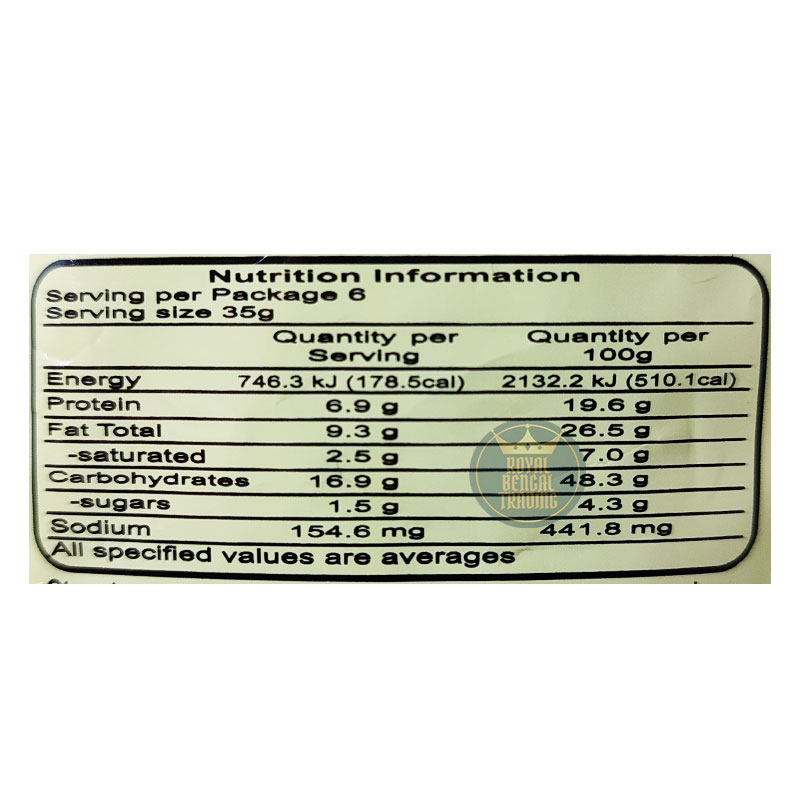 Nutrition Information
Serving per Package 6
Serving size 35g
Quantity per Serving Quantity per 100g
Energy 746.3 kJ (178.5cal) 2132.2 kJ (510.1cal)
Protein 6.9 g 19.6 g
Fat Total 9.3 g 26.5 g
-saturated 2.5 g 7.0 g
Carbohydrates 16.9 g 48.3 g
-sugars 1.5 g 4.3 g
Sodium 154.6 mg 441.8 mg
All specified values are averages
ROYAL
BENGAL
TRADING